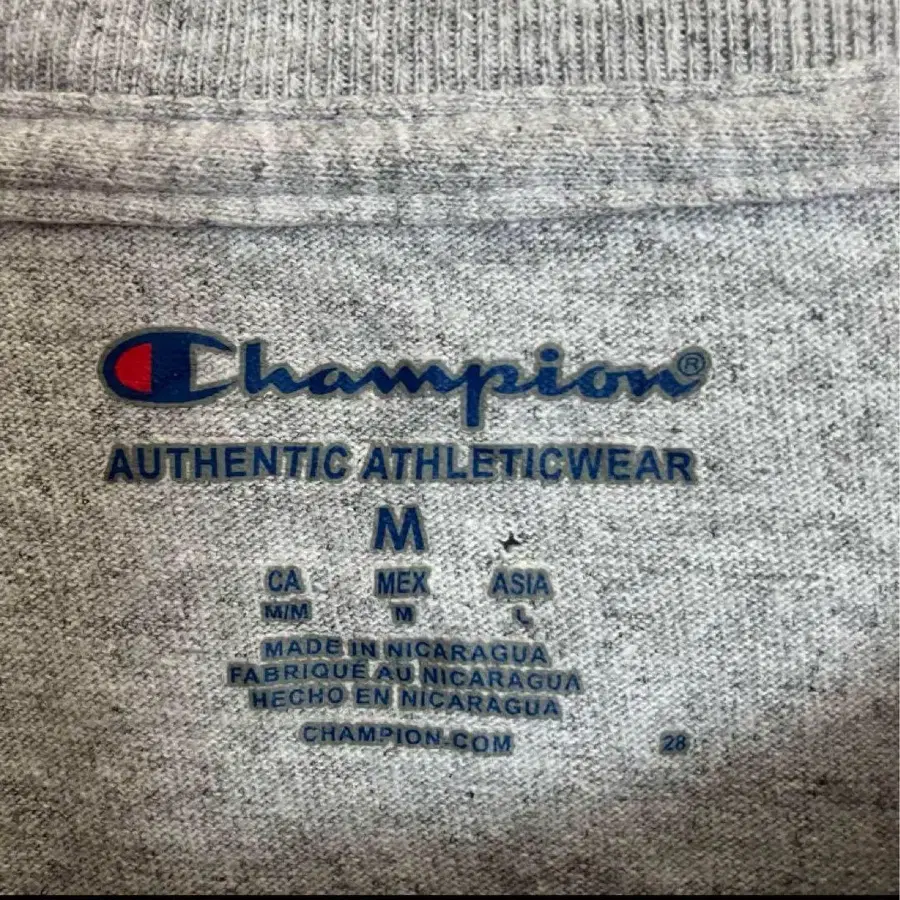 Champion®
AUTHENTIC ATHLETICWEAR
M
CA MEX ASIA
M/M M L
MADE IN NICARAGUA
FABRIQUÉ AU NICARAGUA
HECHO EN NICARAGUA
CHAMPION.COM 28